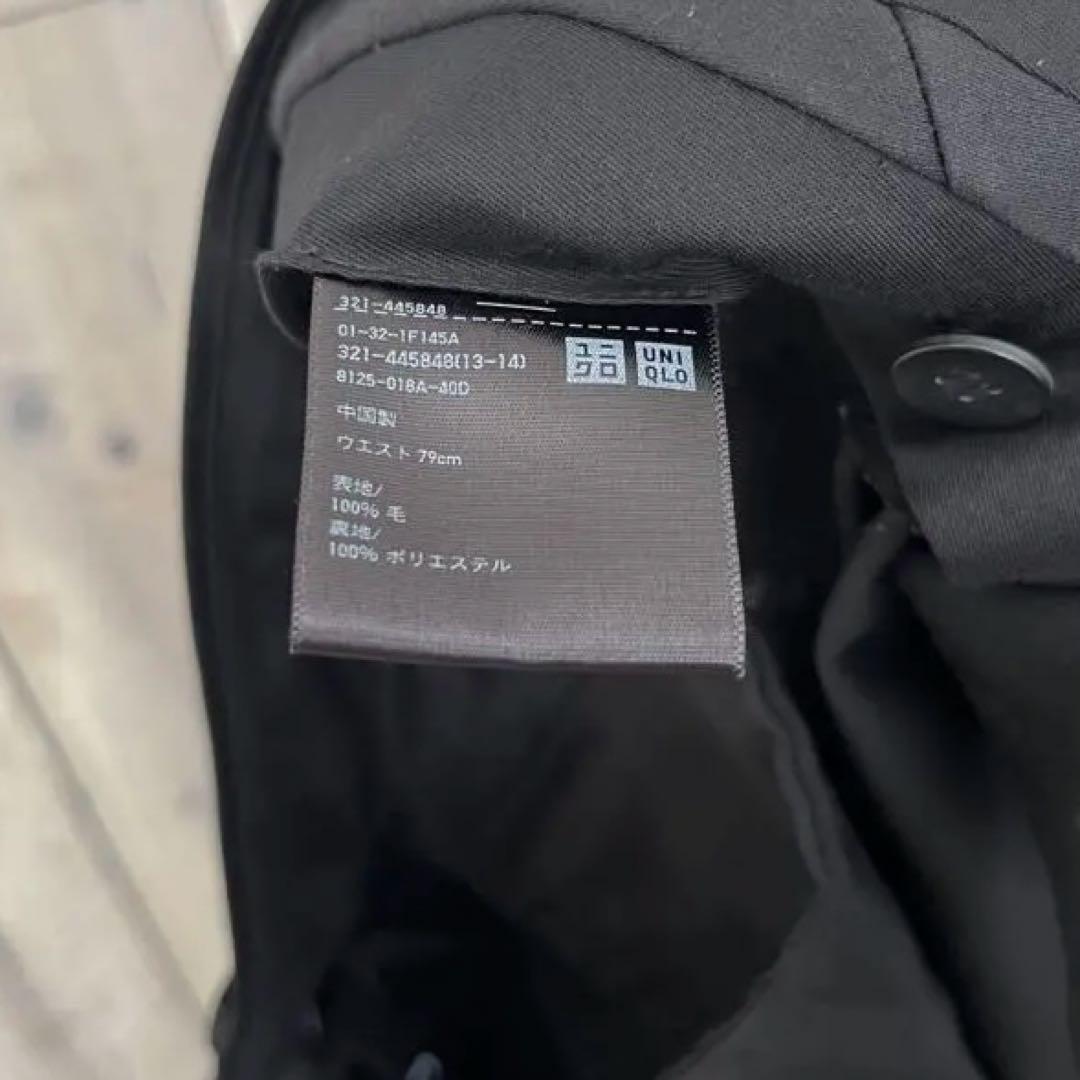 321-445848
01-32-1F145A
321-445848(13-14)
8125-018A-40D
ユニ
クロ
UNI
QLO
中国製
ウエスト 79cm
表地/
100% 毛
裏地/
100% ポリエステル